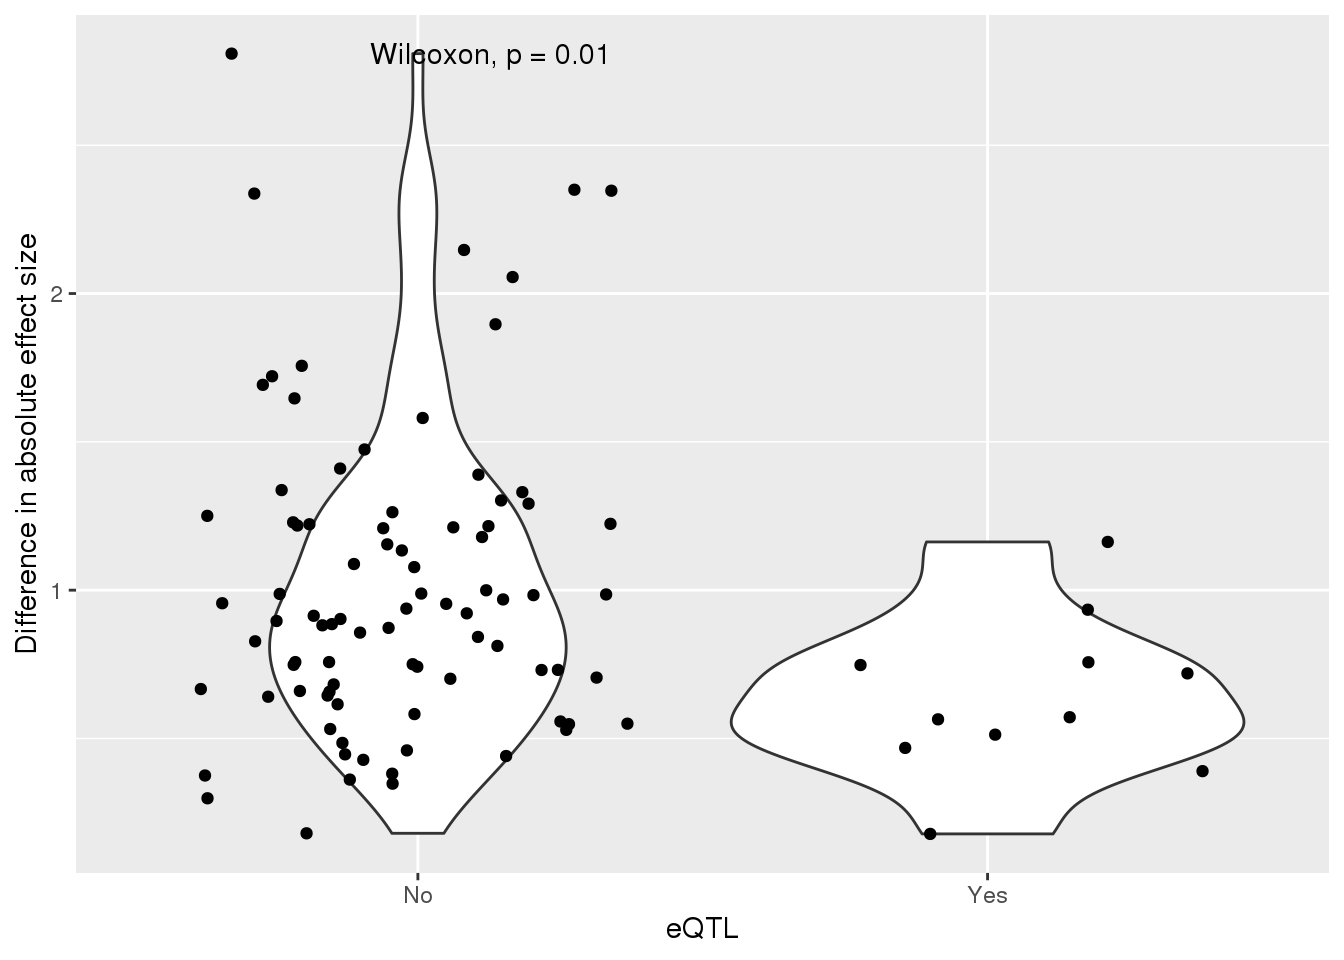 Wilcoxon, p = 0.01
Difference in absolute effect size
2
1
No
Yes
eQTL